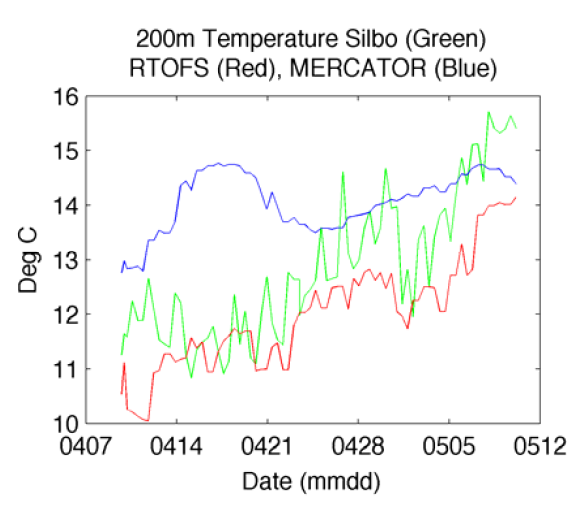 200m Temperature Silbo (Green)
RTOFS (Red), MERCATOR (Blue)
16
15
14
13
12
11
10
Deg C
0407 0414 0421 0428 0505 0512
Date (mmdd)